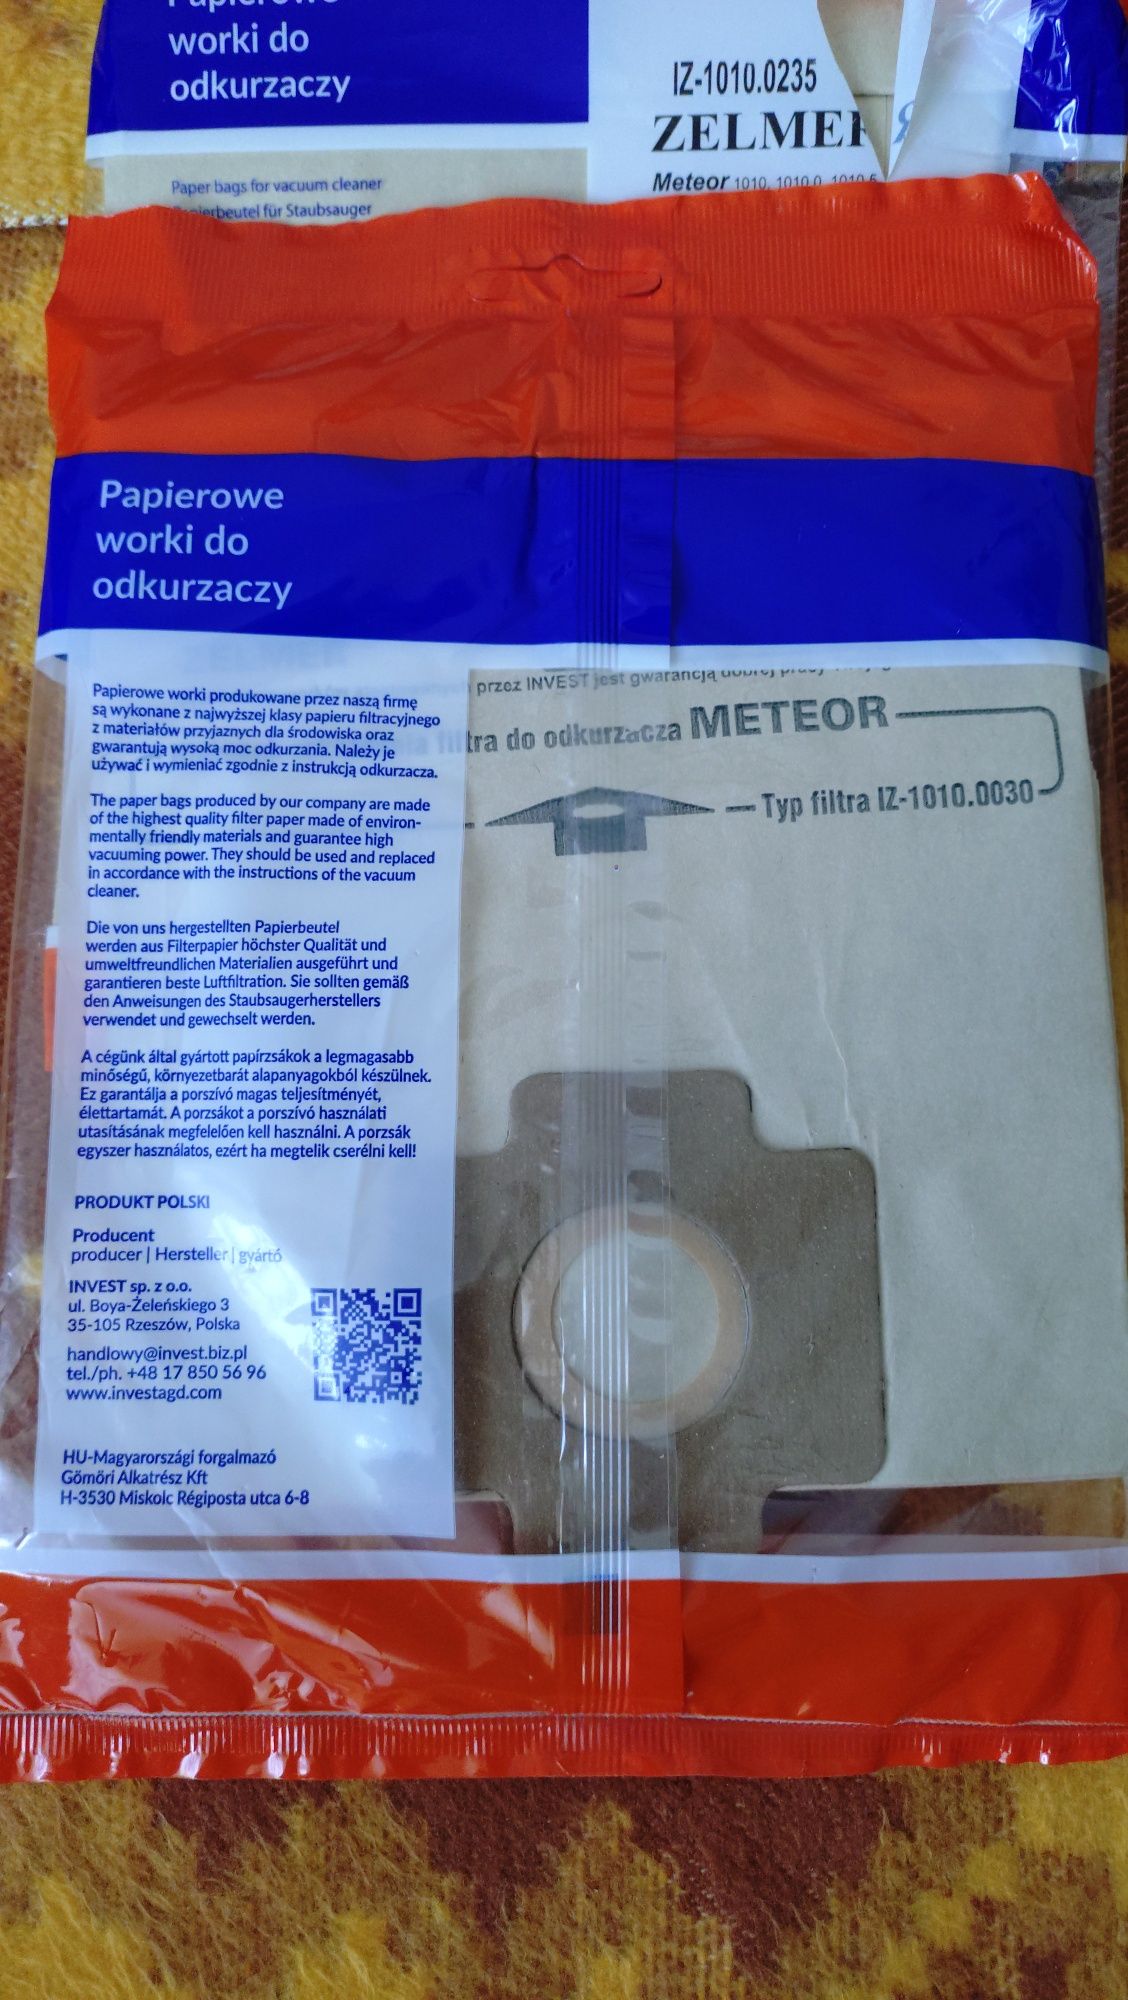 worki do
odkurzaczy
IZ-1010.0235
ZELMER
Meteor 1010, 1010.0, 1010.5
Paper bags for vacuum cleaner
für Staubsauger
Papierowe
worki do
odkurzaczy
Papierowe worki produkowane przez naszą firmę
są wykonane z najwyższej klasy papieru filtracyjnego
z materiałów przyjaznych dla środowiska oraz
gwarantują wysoką moc odkurzania. Należy je
używać i wymieniać zgodnie z instrukcją odkurzacza.
The paper bags produced by our company are made
of the highest quality filter paper made of environ-
mentally friendly materials and guarantee high
vacuuming power. They should be used and replaced
in accordance with the instructions of the vacuum
cleaner.
Die von uns hergestellten Papierbeutel
werden aus Filterpapier höchster Qualität und
umweltfreundlichen Materialien ausgeführt und
garantieren beste Luftfiltration. Sie sollten gemäß
den Anweisungen des Staubsaugerherstellers
verwendet und gewechselt werden.
A cégünk által gyártott papírzsákok a legmagasabb
minőségű, környezetbarát alapanyagokból készülnek.
Ez garantálja a porszívó magas teljesítményét,
élettartamát. A porzsákot a porszívó használati
utasításának megfelelően kell használni. A porzsák
egyszer használatos, ezért ha megtelik cserélni kell!
PRODUKT POLSKI
Producent
producer | Hersteller | gyártó
INVEST sp. z o.o.
ul. Boya-Żeleńskiego 3
35-105 Rzeszów, Polska
handlowy@invest.biz.pl
tel./ph. +48 17 850 56 96
www.investagd.com
HU-Magyarországi forgalmazó
Gömöri Alkatrész Kft
H-3530 Miskolc Régiposta utca 6-8
przez INVEST jest gwarancją dobrej pracy
filtra do odkurzacza METEOR
Typ filtra IZ-1010.0030